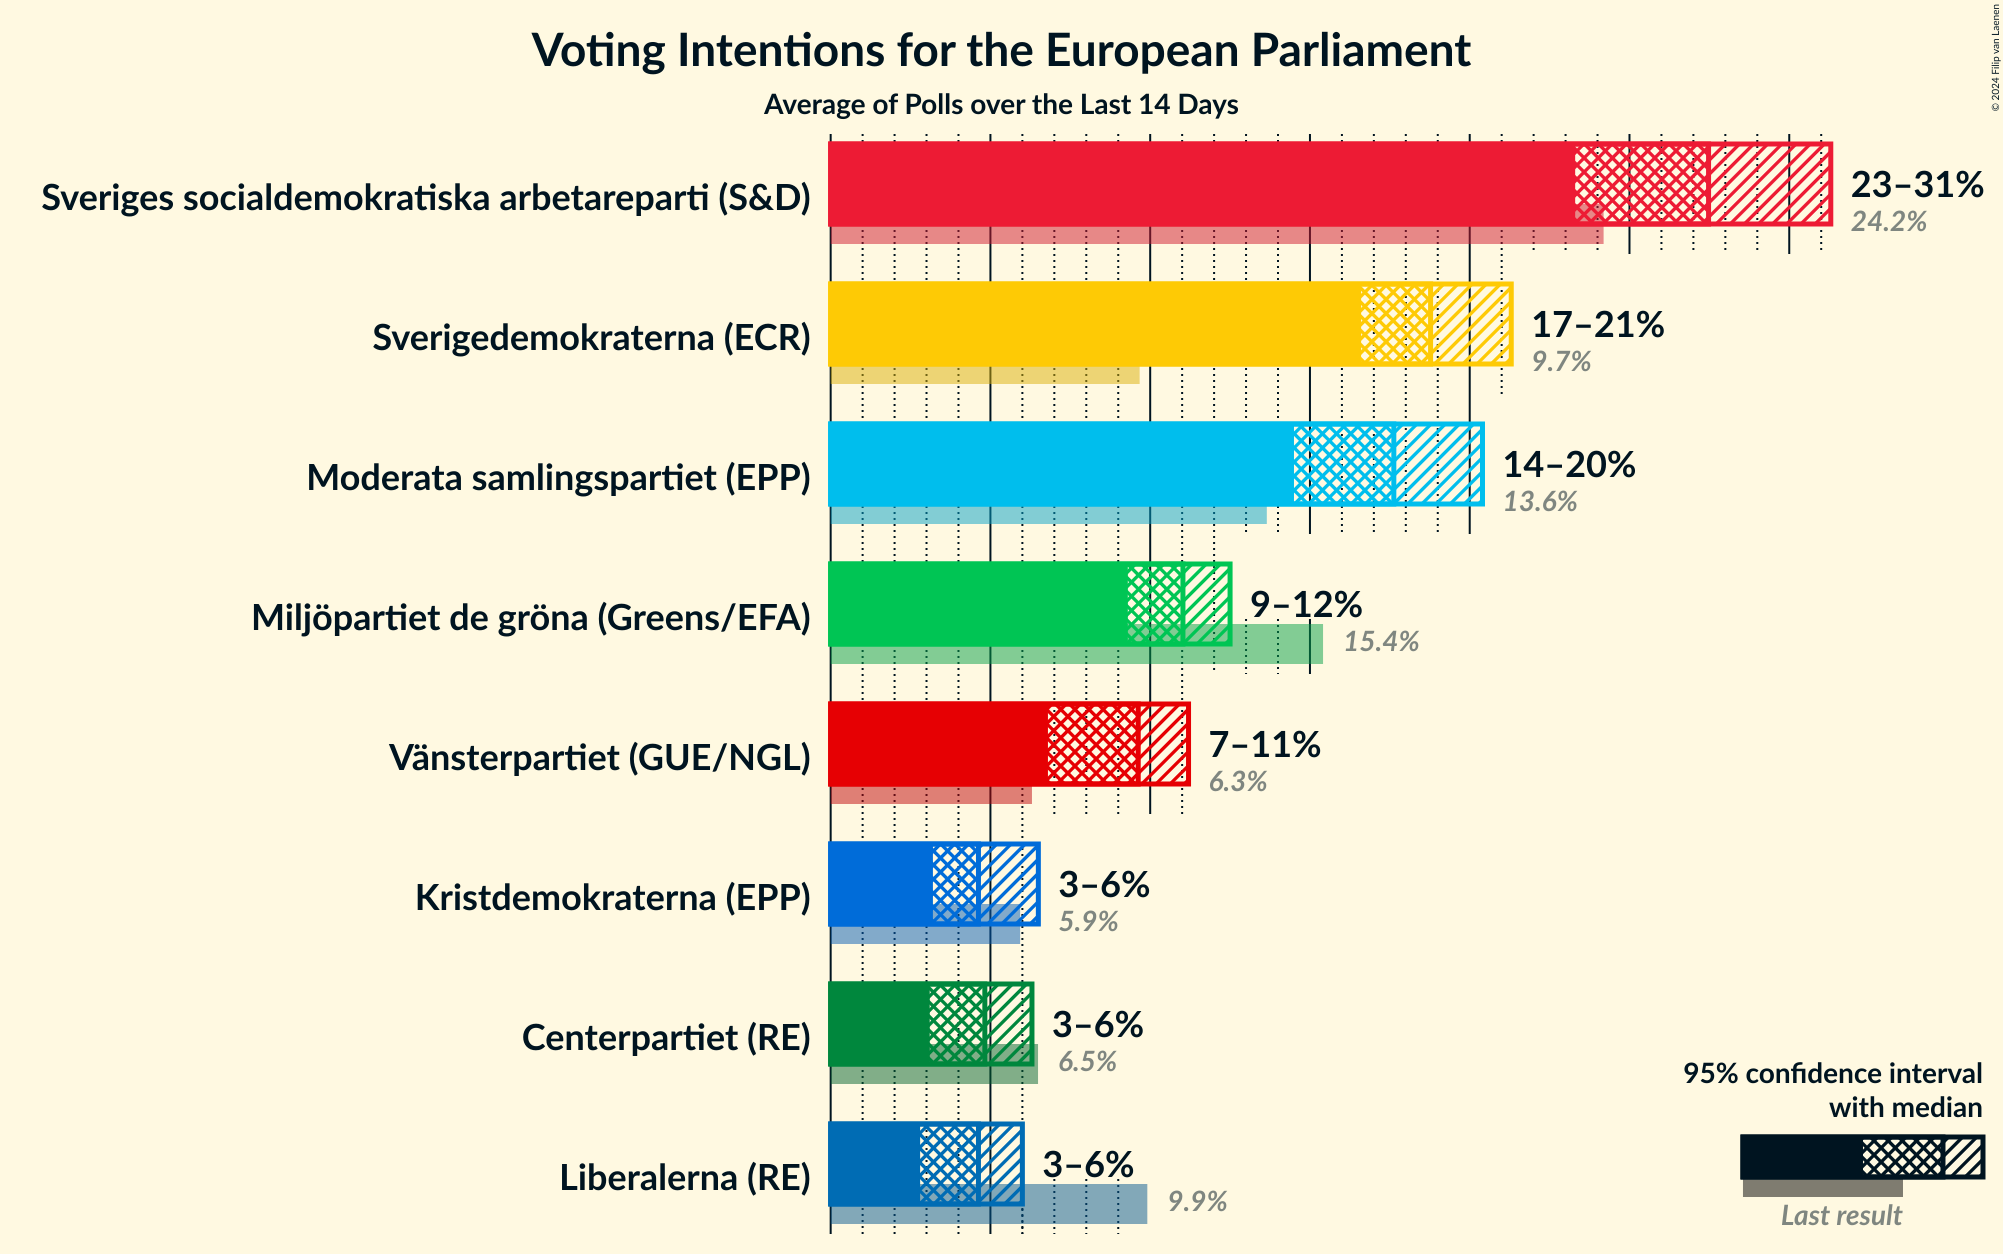 Voting Intentions for the European Parliament
Average of Polls over the Last 14 Days
© 2024 Filip van Laenen
Sveriges socialdemokratiska arbetareparti (S&D)
23–31%
24.2%
Sverigedemokraterna (ECR)
17–21%
9.7%
Moderata samlingspartiet (EPP)
14–20%
13.6%
Miljöpartiet de gröna (Greens/EFA)
9–12%
15.4%
Vänsterpartiet (GUE/NGL)
7–11%
6.3%
Kristdemokraterna (EPP)
3–6%
5.9%
Centerpartiet (RE)
3–6%
6.5%
Liberalerna (RE)
3–6%
9.9%
95% confidence interval
with median
Last result